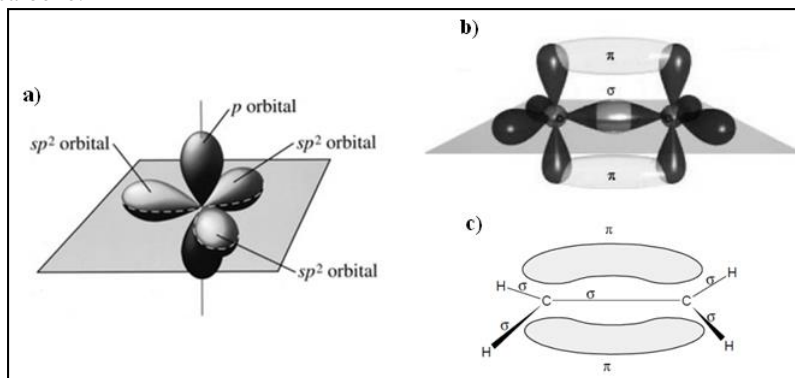 a)
p orbital
sp² orbital
sp² orbital
sp² orbital
b)
π
σ
π
c)
π
H
σ
C
σ
C
σ
H
σ
H
σ
H
π